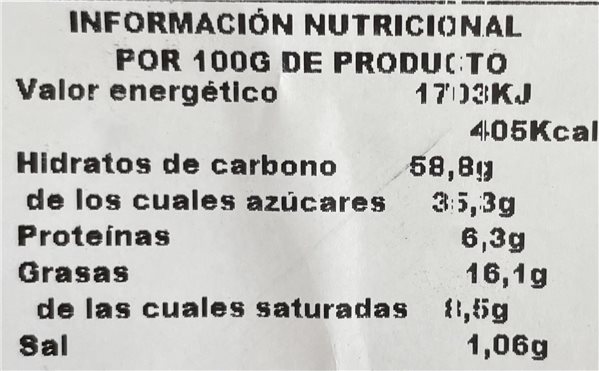 INFORMACIÓN NUTRICIONAL
POR 100G DE PRODUCTO
Valor energético 1703KJ
405Kcal
Hidratos de carbono 58,8g
de los cuales azúcares 35,3g
Proteínas 6,3g
Grasas 16,1g
de las cuales saturadas 8,5g
Sal 1,06g